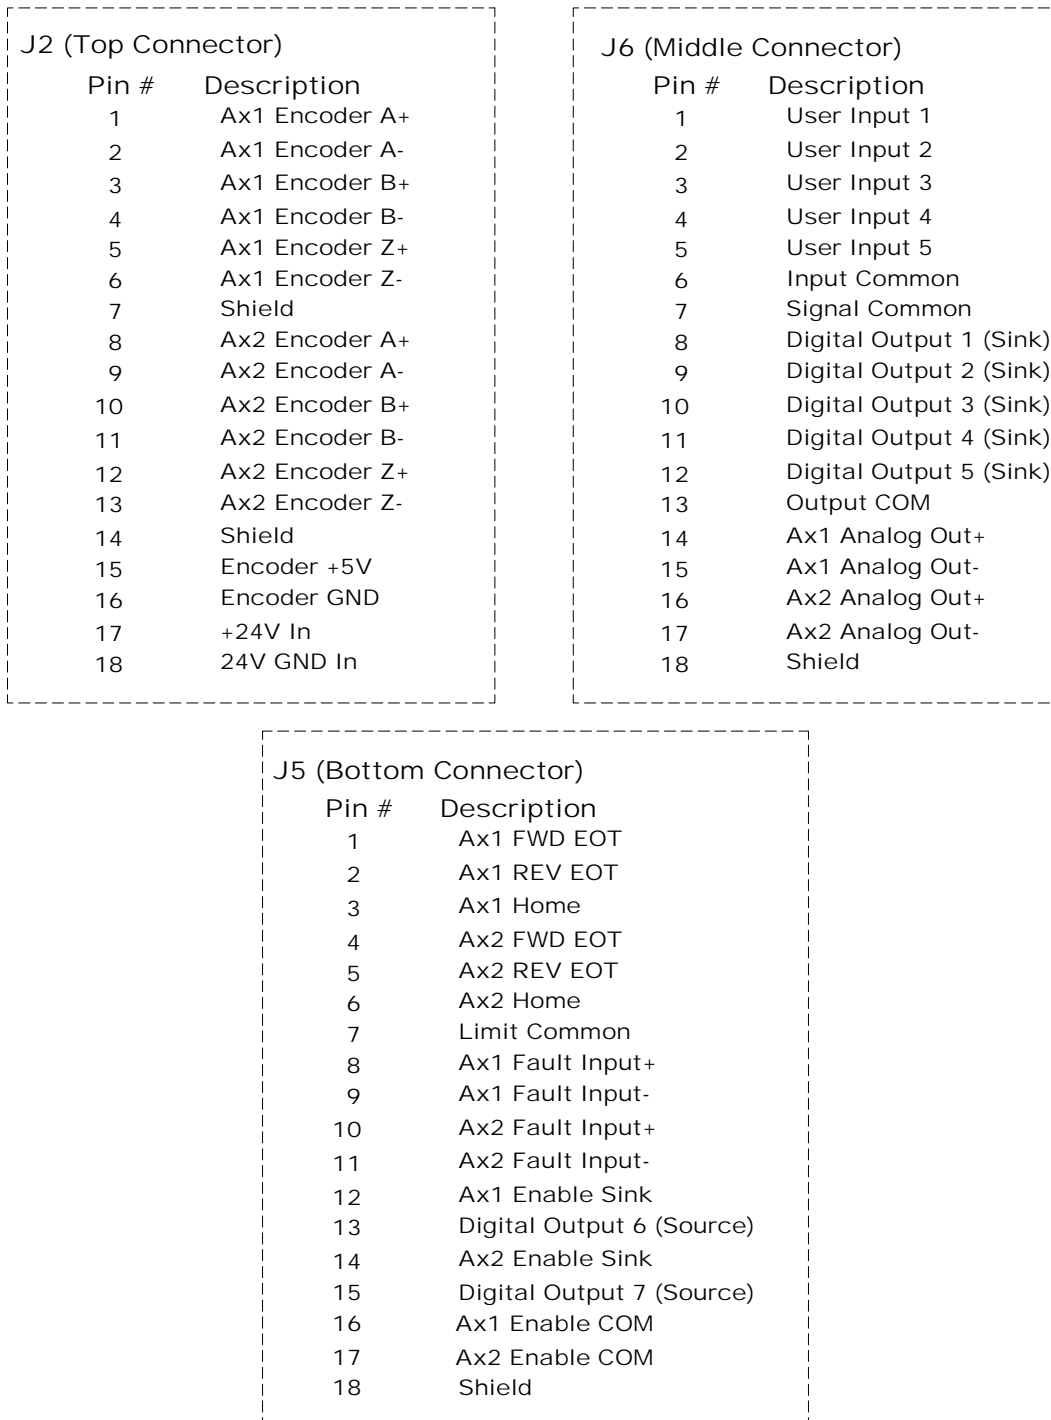 J2 (Top Connector)
Pin # Description
1 Ax1 Encoder A+
2 Ax1 Encoder A-
3 Ax1 Encoder B+
4 Ax1 Encoder B-
5 Ax1 Encoder Z+
6 Ax1 Encoder Z-
7 Shield
8 Ax2 Encoder A+
9 Ax2 Encoder A-
10 Ax2 Encoder B+
11 Ax2 Encoder B-
12 Ax2 Encoder Z+
13 Ax2 Encoder Z-
14 Shield
15 Encoder +5V
16 Encoder GND
17 +24V In
18 24V GND In
J6 (Middle Connector)
Pin # Description
1 User Input 1
2 User Input 2
3 User Input 3
4 User Input 4
5 User Input 5
6 Input Common
7 Signal Common
8 Digital Output 1 (Sink)
9 Digital Output 2 (Sink)
10 Digital Output 3 (Sink)
11 Digital Output 4 (Sink)
12 Digital Output 5 (Sink)
13 Output COM
14 Ax1 Analog Out+
15 Ax1 Analog Out-
16 Ax2 Analog Out+
17 Ax2 Analog Out-
18 Shield
J5 (Bottom Connector)
Pin # Description
1 Ax1 FWD EOT
2 Ax1 REV EOT
3 Ax1 Home
4 Ax2 FWD EOT
5 Ax2 REV EOT
6 Ax2 Home
7 Limit Common
8 Ax1 Fault Input+
9 Ax1 Fault Input-
10 Ax2 Fault Input+
11 Ax2 Fault Input-
12 Ax1 Enable Sink
13 Digital Output 6 (Source)
14 Ax2 Enable Sink
15 Digital Output 7 (Source)
16 Ax1 Enable COM
17 Ax2 Enable COM
18 Shield